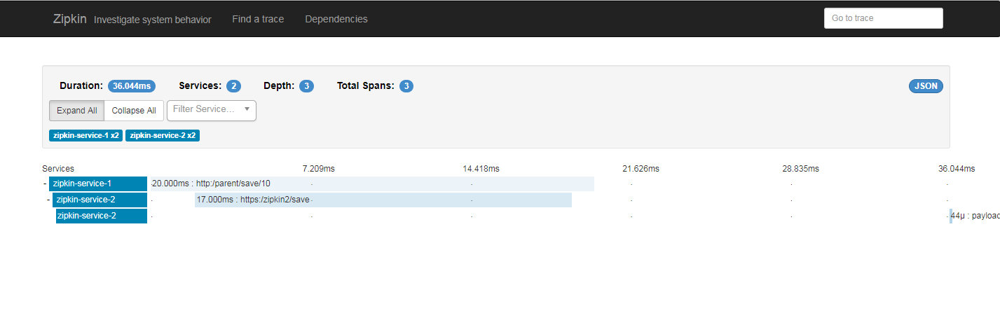 Zipkin Investigate system behavior Find a trace Dependencies Go to trace
Duration: 36.044ms Services: 2 Depth: 3 Total Spans: 3 JSON
Expand All Collapse All Filter Service...
zipkin-service-1 x2 zipkin-service-2 x2
Services 7.209ms 14.418ms 21.626ms 28.835ms 36.044ms
- zipkin-service-1 20.000ms : http:/parent/save/10
- zipkin-service-2 17.000ms : https:/zipkin2/save
zipkin-service-2 44μ : payload